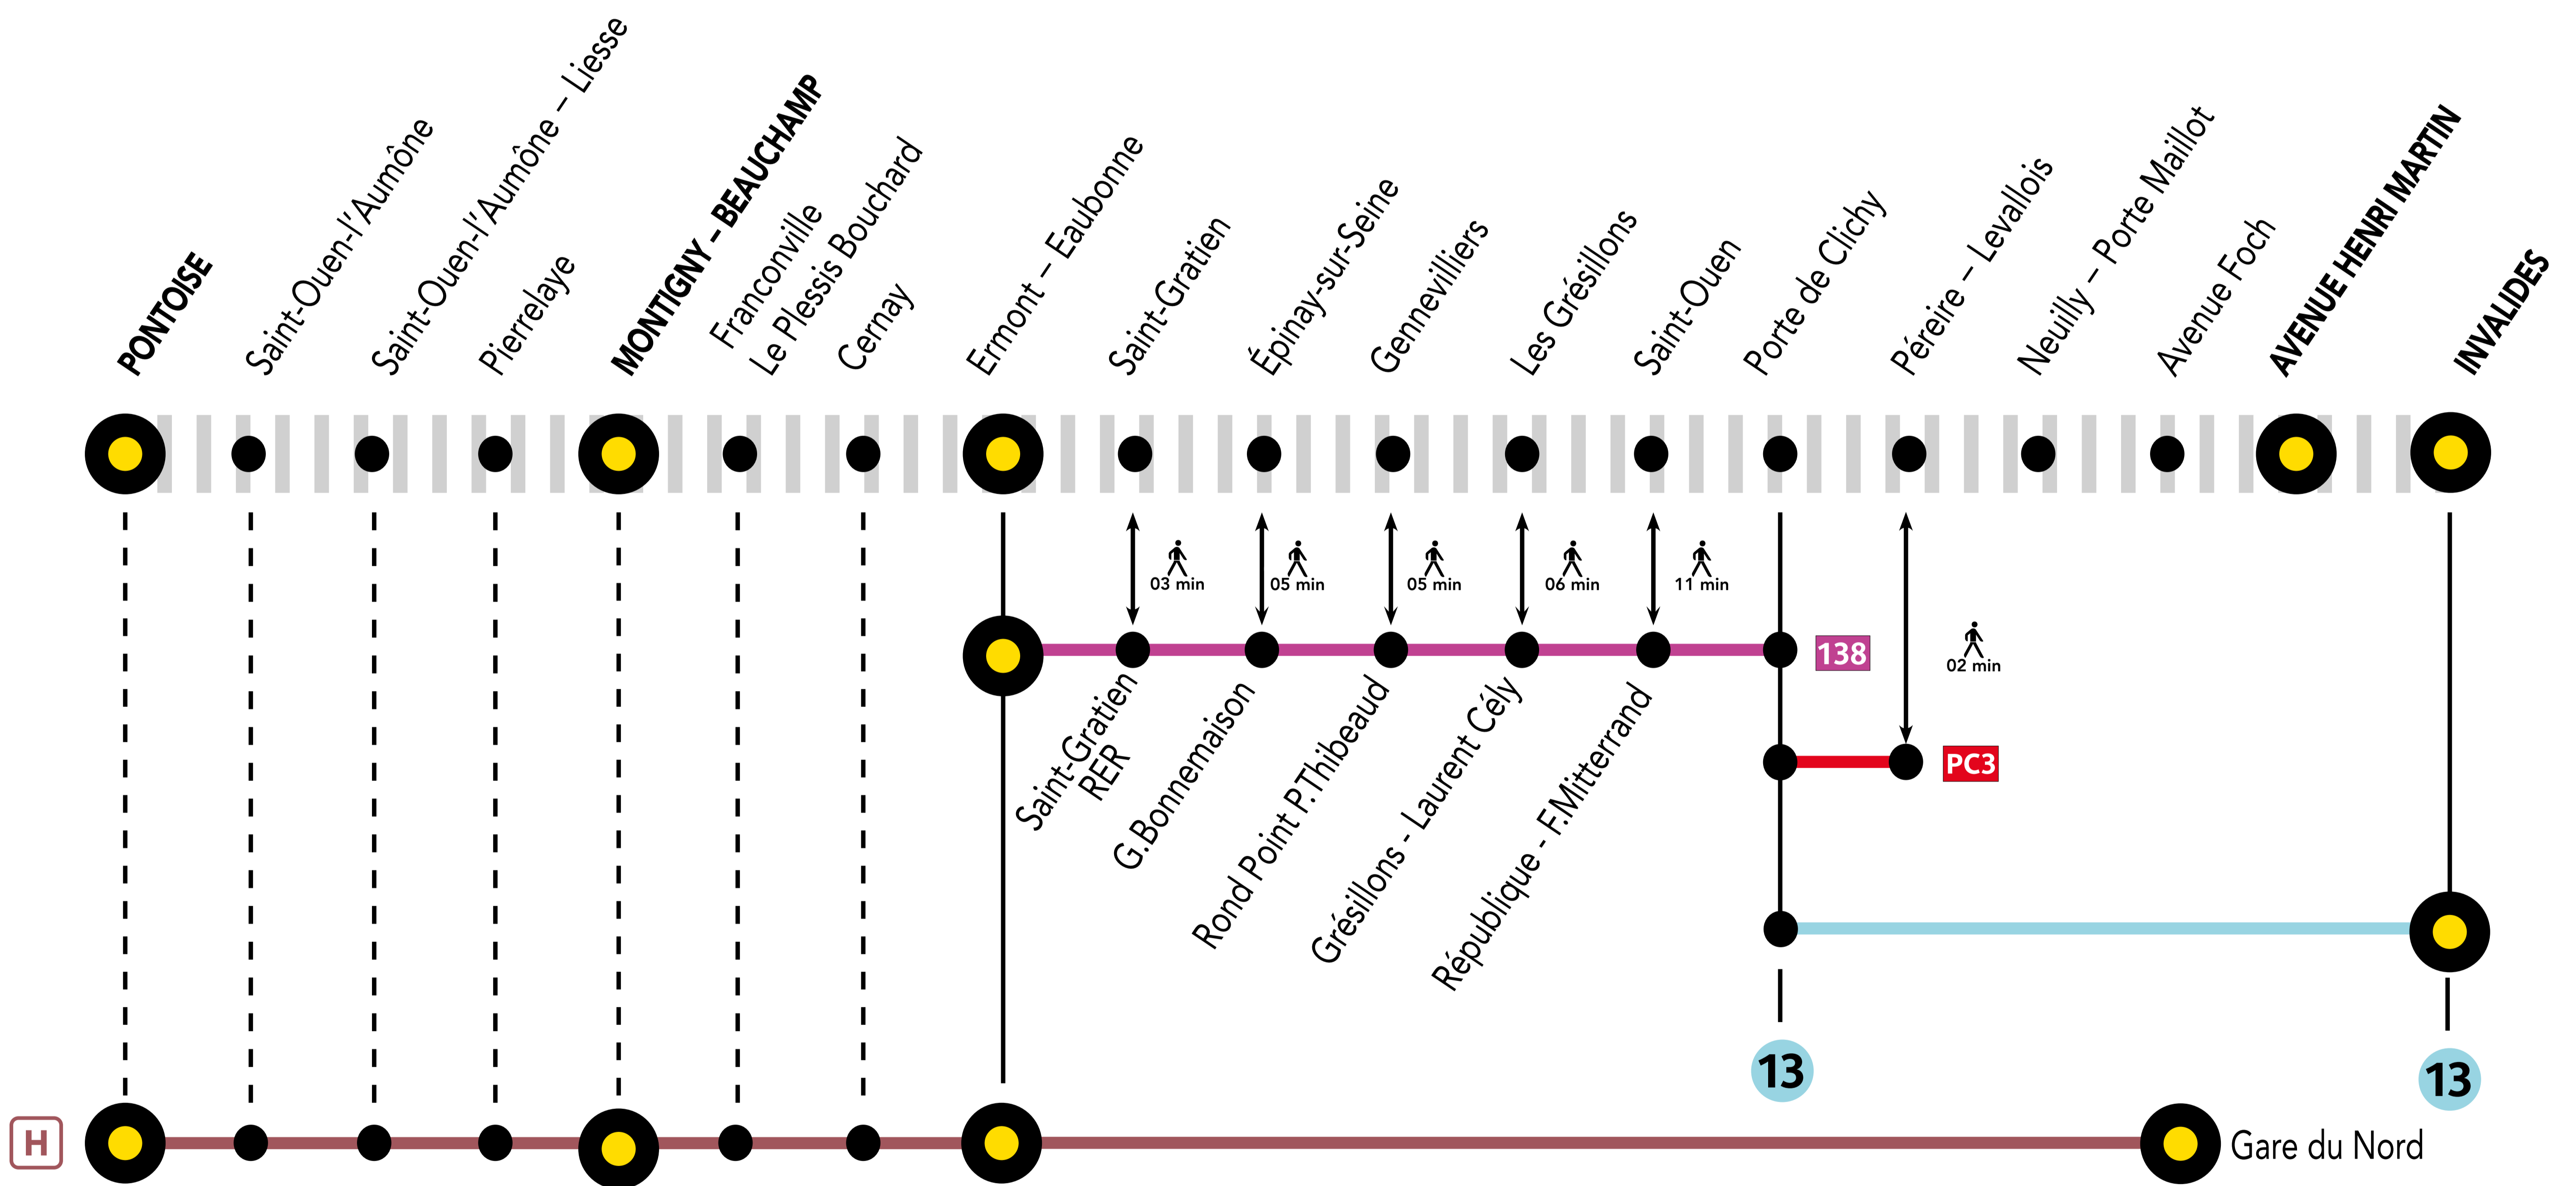 PONTOISE
Saint-Ouen-l'Aumône
Saint-Ouen-l'Aumône – Liesse
Pierrelaye
MONTIGNY – BEAUCHAMP
Franconville
Le Plessis Bouchard
Cernay
Ermont – Eaubonne
Saint-Gratien
Épinay-sur-Seine
Gennevilliers
Les Grésillons
Saint-Ouen
Porte de Clichy
Péreire – Levallois
Neuilly – Porte Maillot
Avenue Foch
AVENUE HENRI MARTIN
INVALIDES
03 min
05 min
05 min
06 min
11 min
02 min
138
Saint-Gratien
RER
G.Bonnemaison
Rond Point P.Thibeaud
Grésillons - Laurent Cély
République - F.Mitterrand
PC3
13
13
H
Gare du Nord